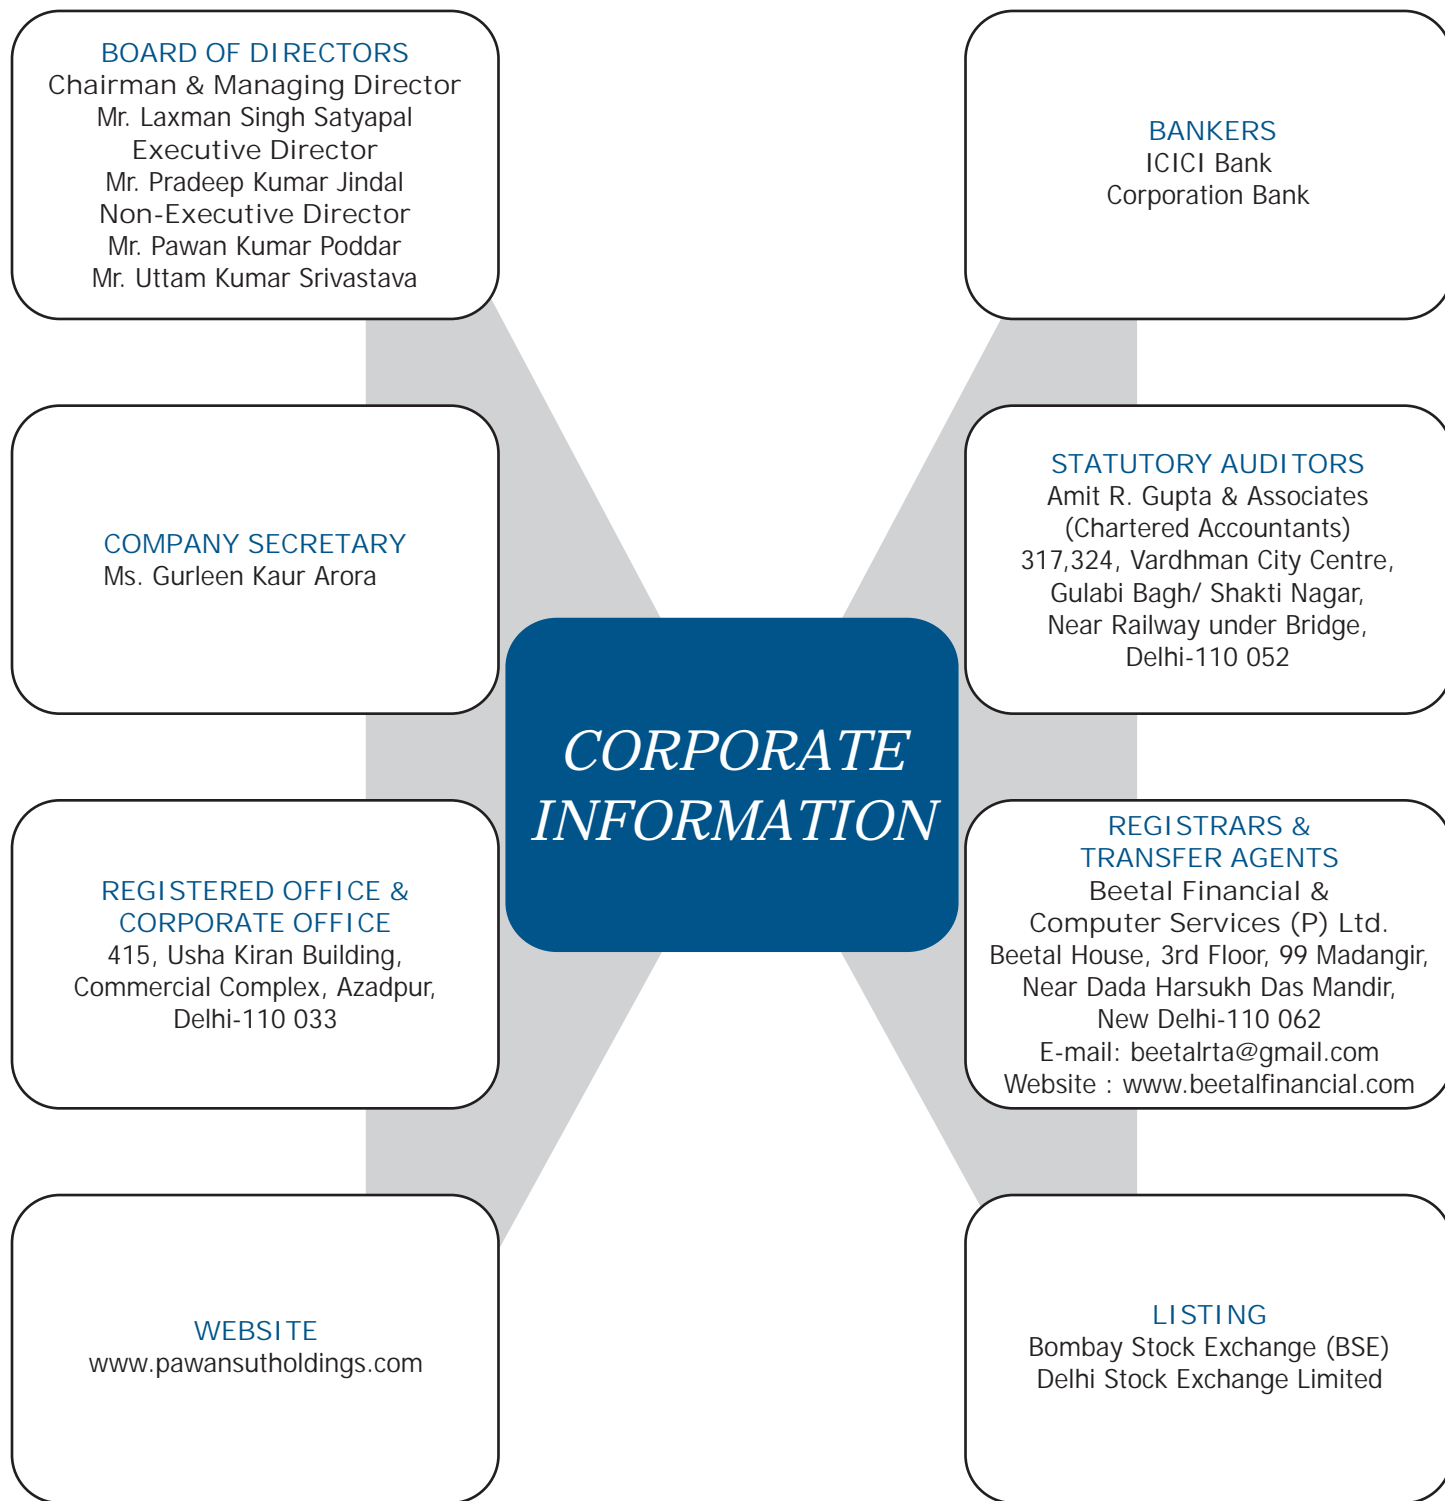 BOARD OF DIRECTORS
Chairman & Managing Director
Mr. Laxman Singh Satyapal
Executive Director
Mr. Pradeep Kumar Jindal
Non-Executive Director
Mr. Pawan Kumar Poddar
Mr. Uttam Kumar Srivastava
COMPANY SECRETARY
Ms. Gurleen Kaur Arora
REGISTERED OFFICE &
CORPORATE OFFICE
415, Usha Kiran Building,
Commercial Complex, Azadpur,
Delhi-110 033
WEBSITE
www.pawansutholdings.com
CORPORATE
INFORMATION
BANKERS
ICICI Bank
Corporation Bank
STATUTORY AUDITORS
Amit R. Gupta & Associates
(Chartered Accountants)
317,324, Vardhman City Centre,
Gulabi Bagh/ Shakti Nagar,
Near Railway under Bridge,
Delhi-110 052
REGISTRARS &
TRANSFER AGENTS
Beetal Financial &
Computer Services (P) Ltd.
Beetal House, 3rd Floor, 99 Madangir,
Near Dada Harsukh Das Mandir,
New Delhi-110 062
E-mail: beetalrta@gmail.com
Website : www.beetalfinancial.com
LISTING
Bombay Stock Exchange (BSE)
Delhi Stock Exchange Limited